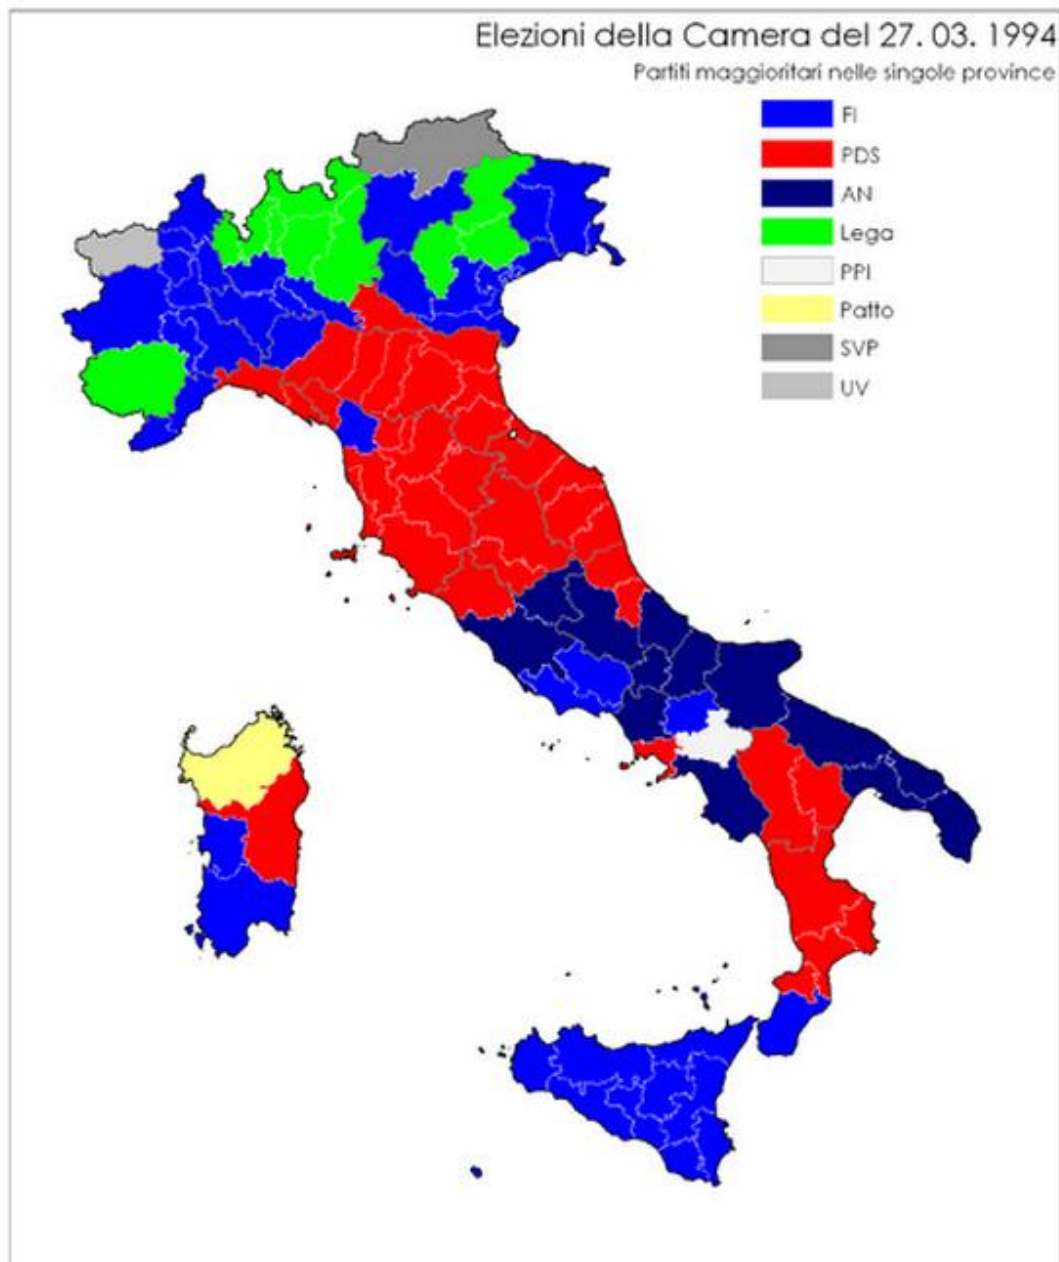 Elezioni della Camera del 27. 03. 1994
Partiti maggioritari nelle singole province
FI
PDS
AN
Lega
PPI
Patto
SVP
UV